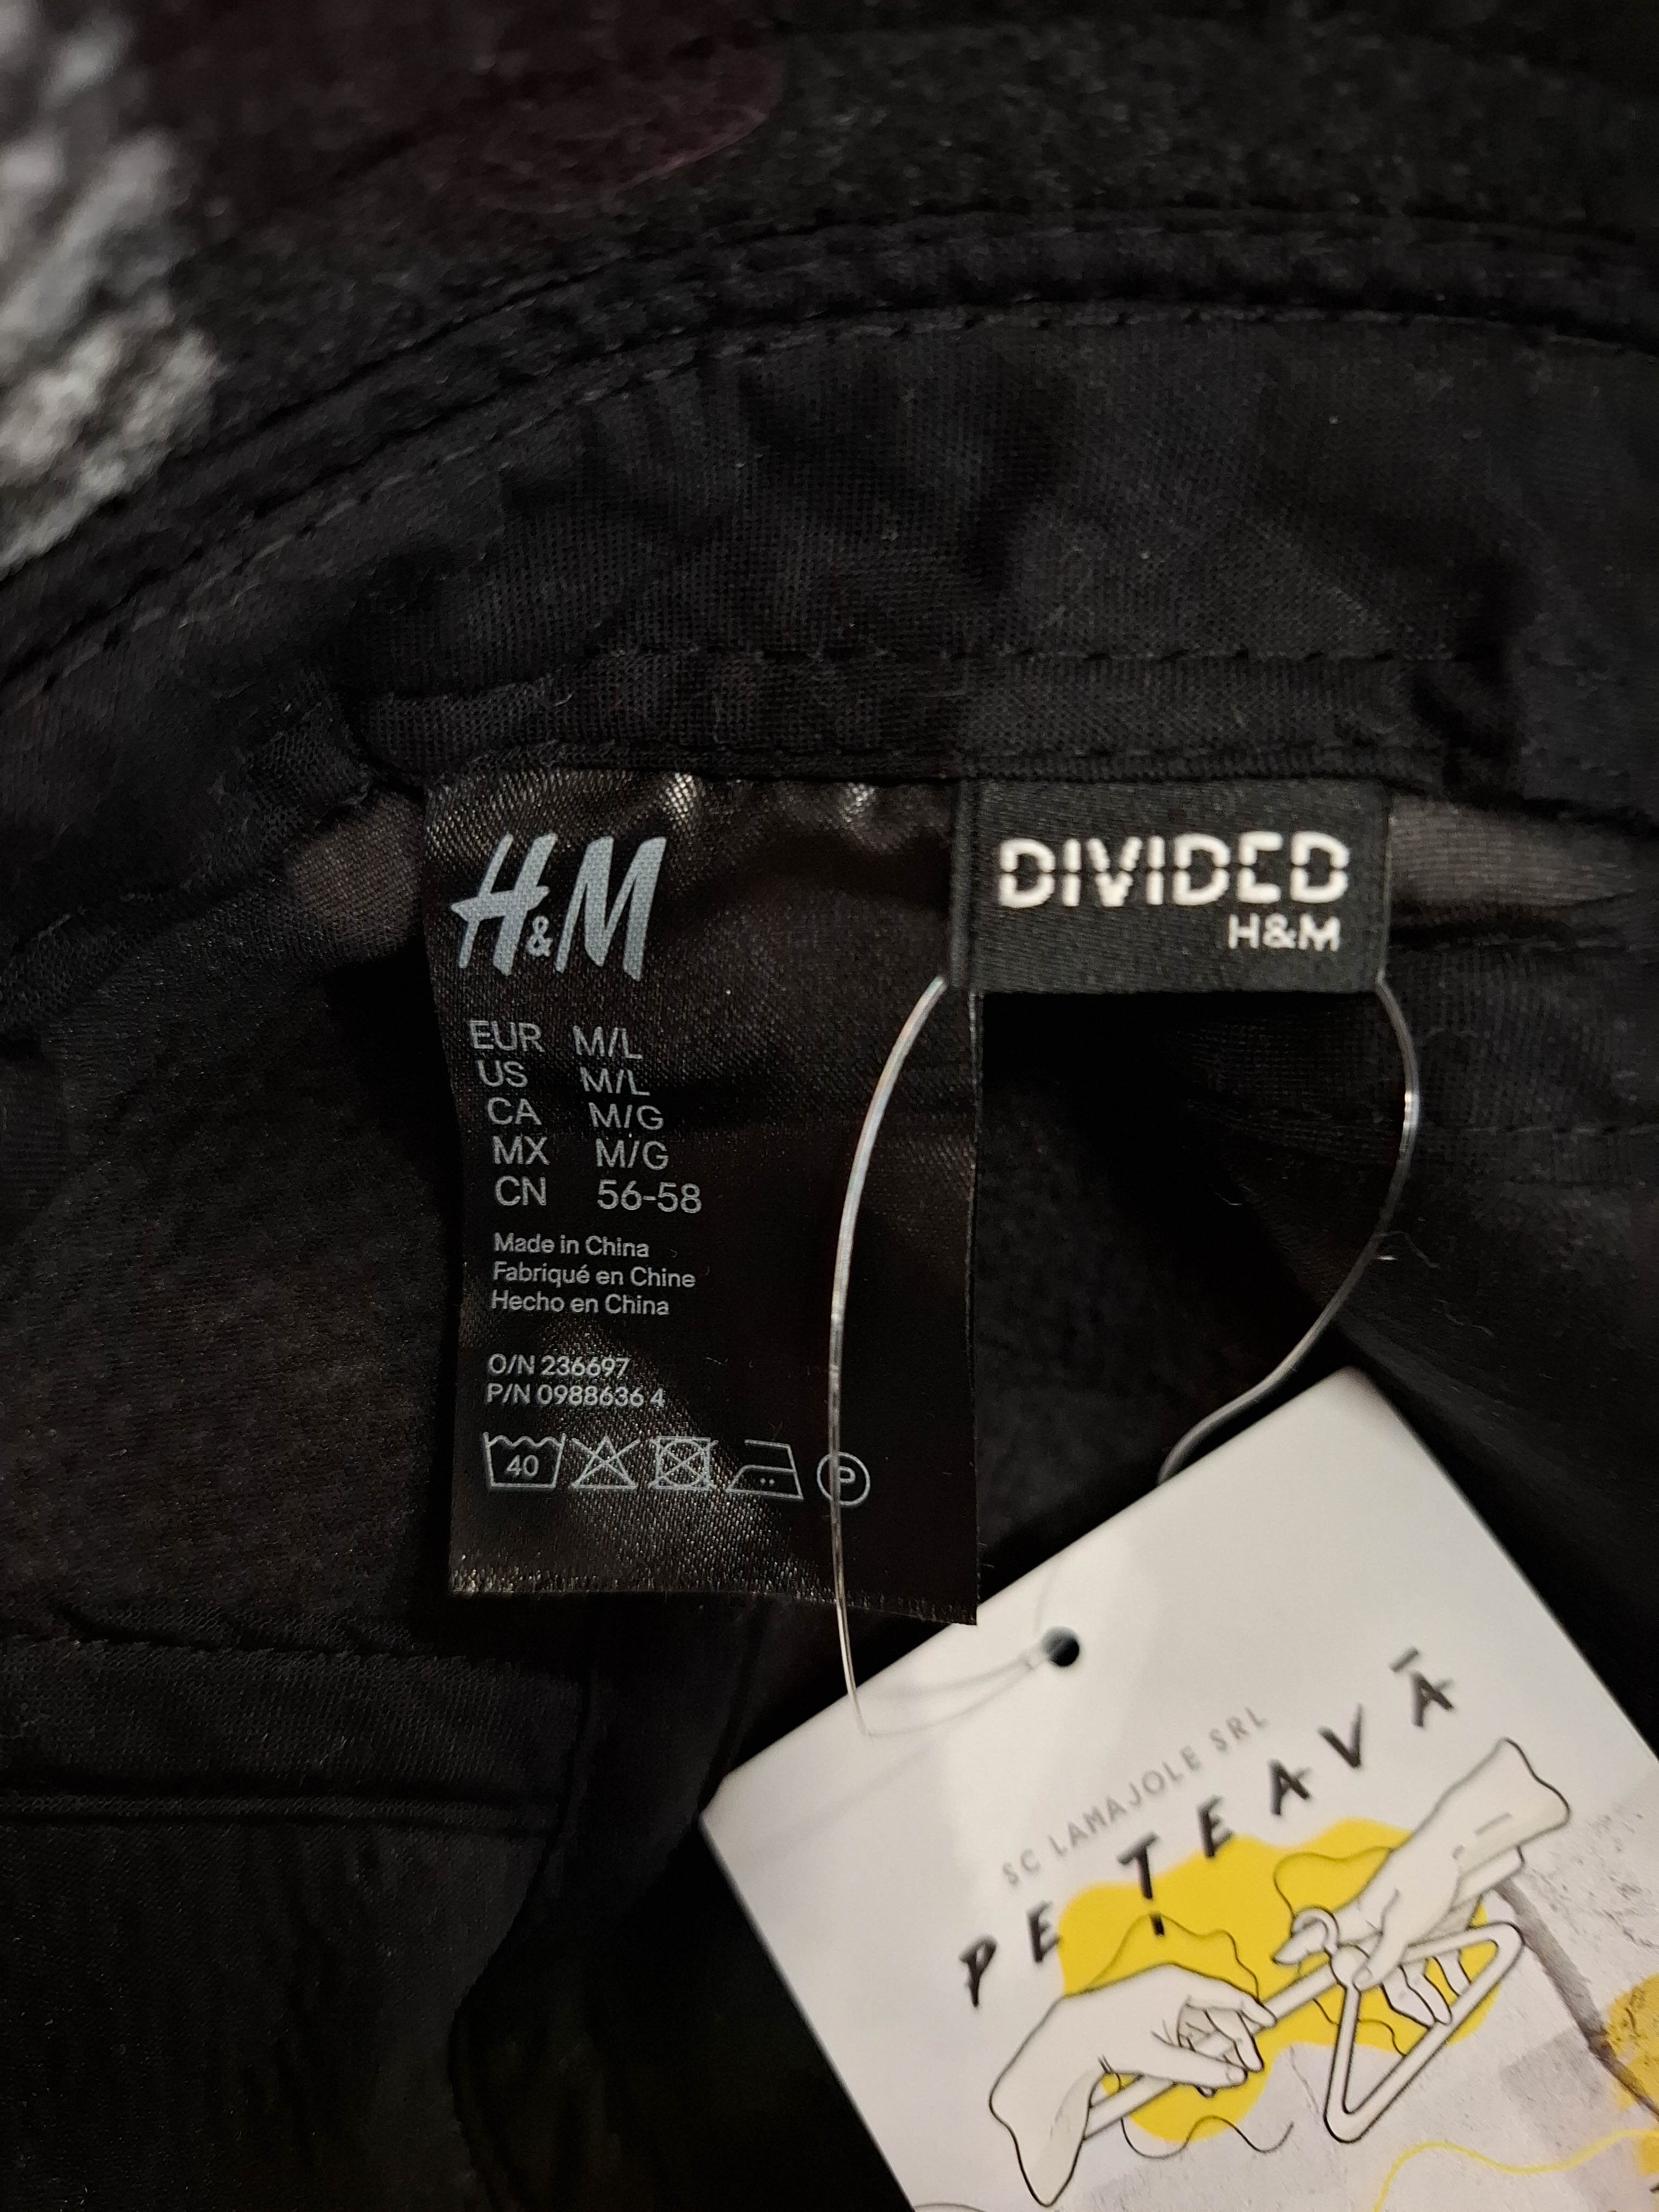 H&M
EUR M/L
US M/L
CA M/G
MX M/G
CN 56-58
Made in China
Fabriqué en Chine
Hecho en China
O/N 236697
P/N 0988636 4
40
P
DIVIDED
H&M
SC LAMAJOLE SRL
PE ȚEAVĂ